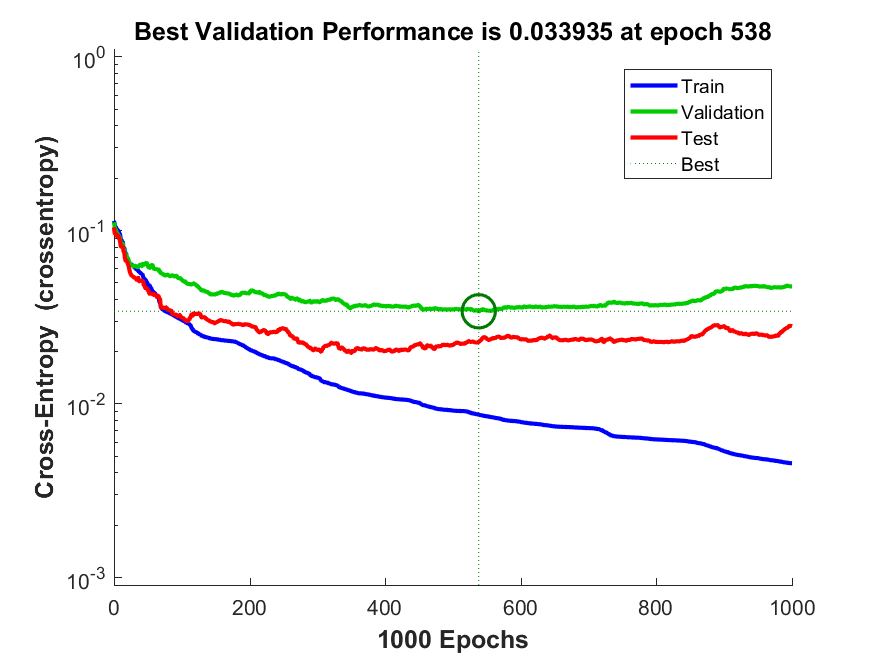 Best Validation Performance is 0.033935 at epoch 538
Cross-Entropy (crossentropy)
10^0
10^-1
10^-2
10^-3
Train
Validation
Test
Best
0 200 400 600 800 1000
1000 Epochs